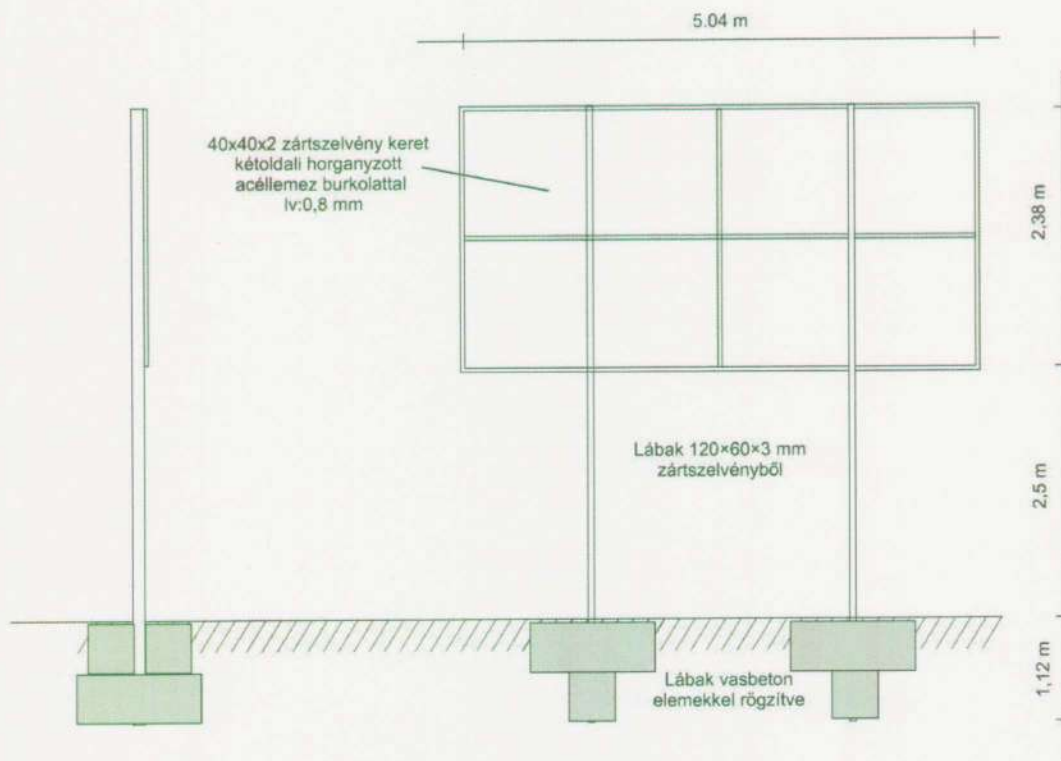 5.04 m
40x40x2 zártszelvény keret
kétoldali horganyzott
acéllemez burkolattal
lv:0,8 mm
2,38 m
Lábak 120×60×3 mm
zártszelvényből
2,5 m
Lábak vasbeton
elemekkel rögzítve
1,12 m